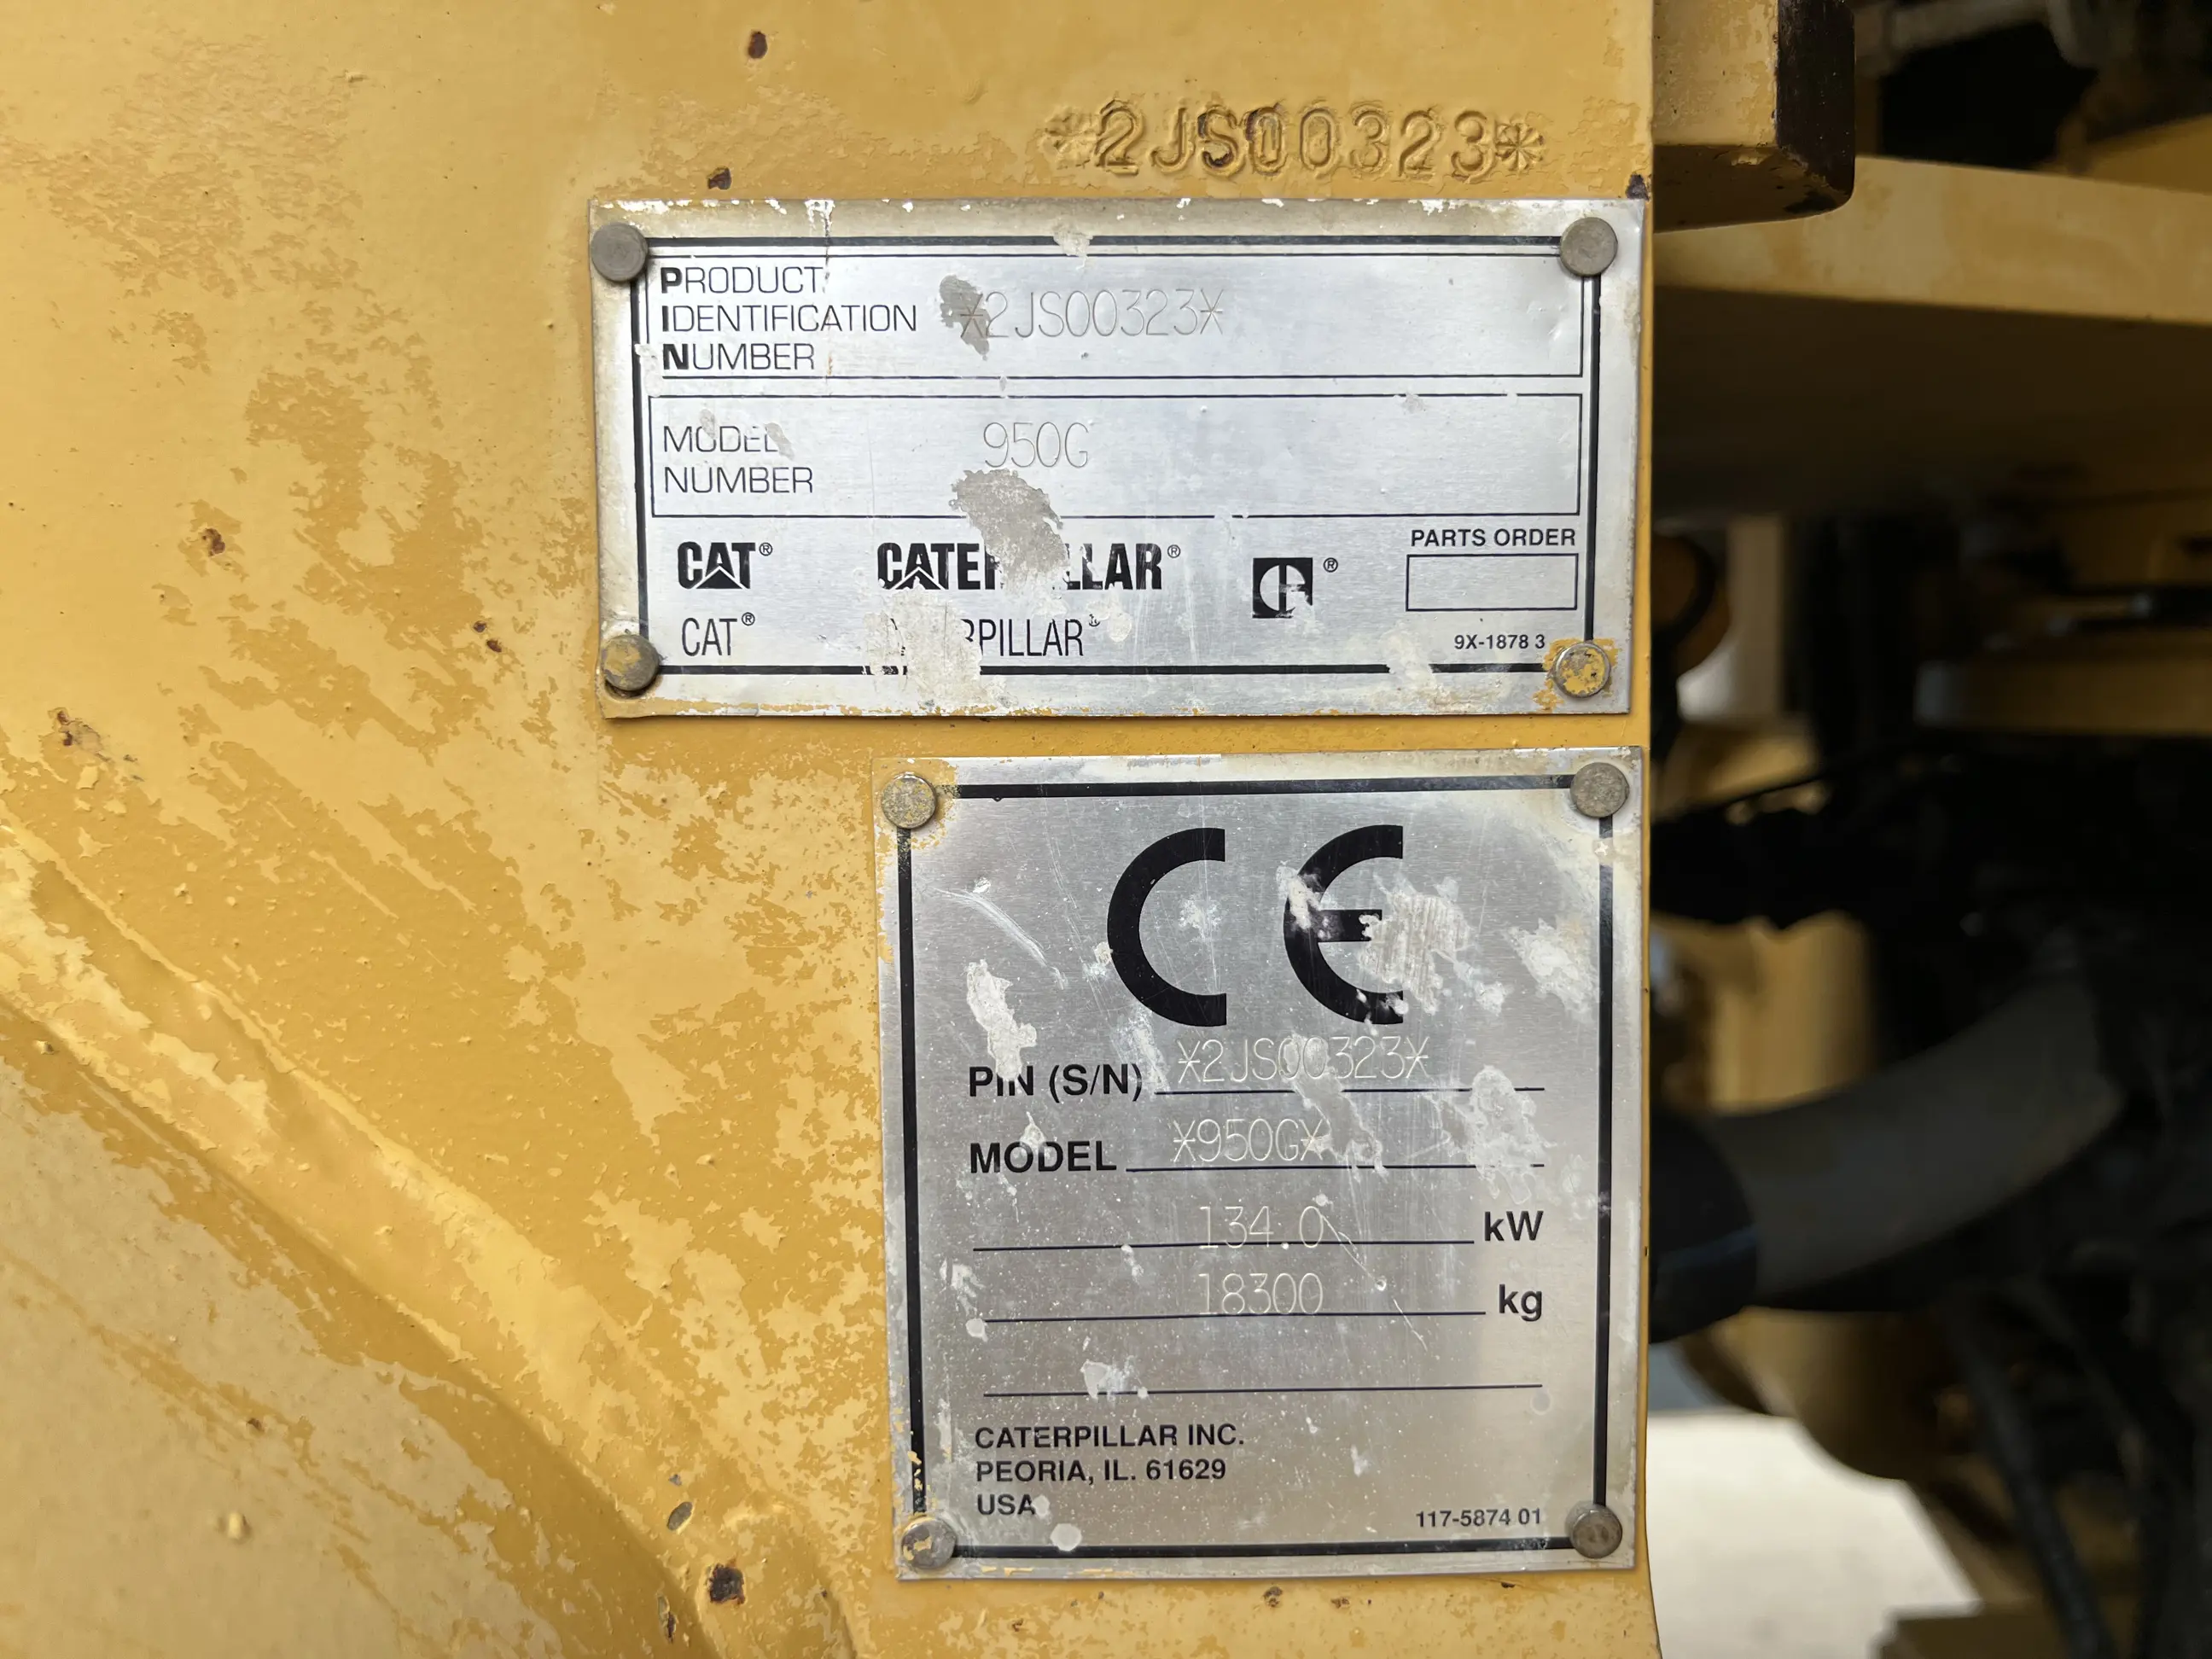 *2JS00323*
PRODUCT
IDENTIFICATION
NUMBER
*2JS00323*
MODEL
NUMBER
950G
CAT®
CATERPILLAR®
®
PARTS ORDER
CAT®
CATERPILLAR®
9X-1878 3
CE
PIN (S/N) *2JS00323*
MODEL *950G*
134.0 kW
18300 kg
CATERPILLAR INC.
PEORIA, IL. 61629
USA
117-5874 01